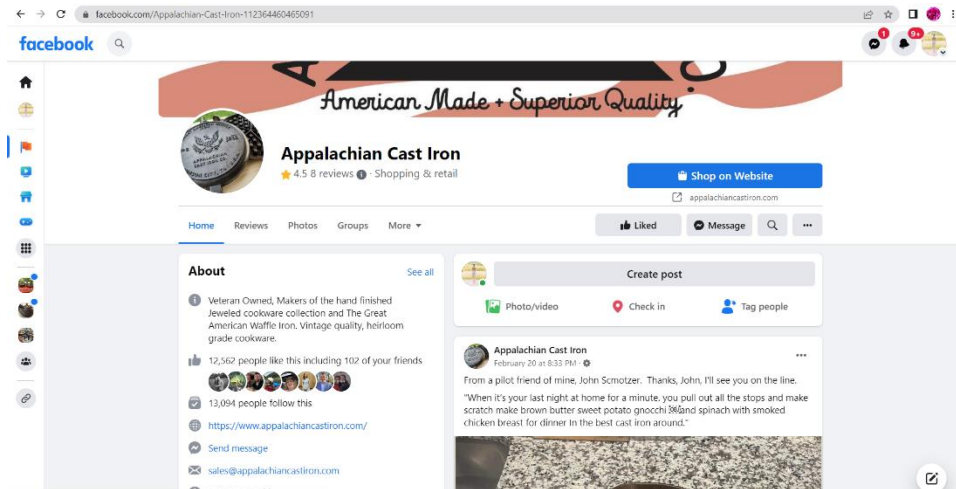 facebook.com/Appalachian-Cast-Iron-112364460465091
facebook
1
9+
American Made + Superior Quality
Appalachian Cast Iron
4.5 8 reviews · Shopping & retail
Shop on Website
appalachiancastiron.com
Home Reviews Photos Groups More
Liked Message
About
See all
Veteran Owned, Makers of the hand finished
Jeweled cookware collection and The Great
American Waffle Iron. Vintage quality, heirloom
grade cookware.
12,562 people like this including 102 of your friends
13,094 people follow this
https://www.appalachiancastiron.com/
Send message
sales@appalachiancastiron.com
Create post
Photo/video Check in Tag people
Appalachian Cast Iron
February 20 at 8:33 PM ·
From a pilot friend of mine, John Scmotzer. Thanks, John, I'll see you on the line.
"When it's your last night at home for a minute, you pull out all the stops and make
scratch make brown butter sweet potato gnocchi and spinach with smoked
chicken breast for dinner In the best cast iron around."